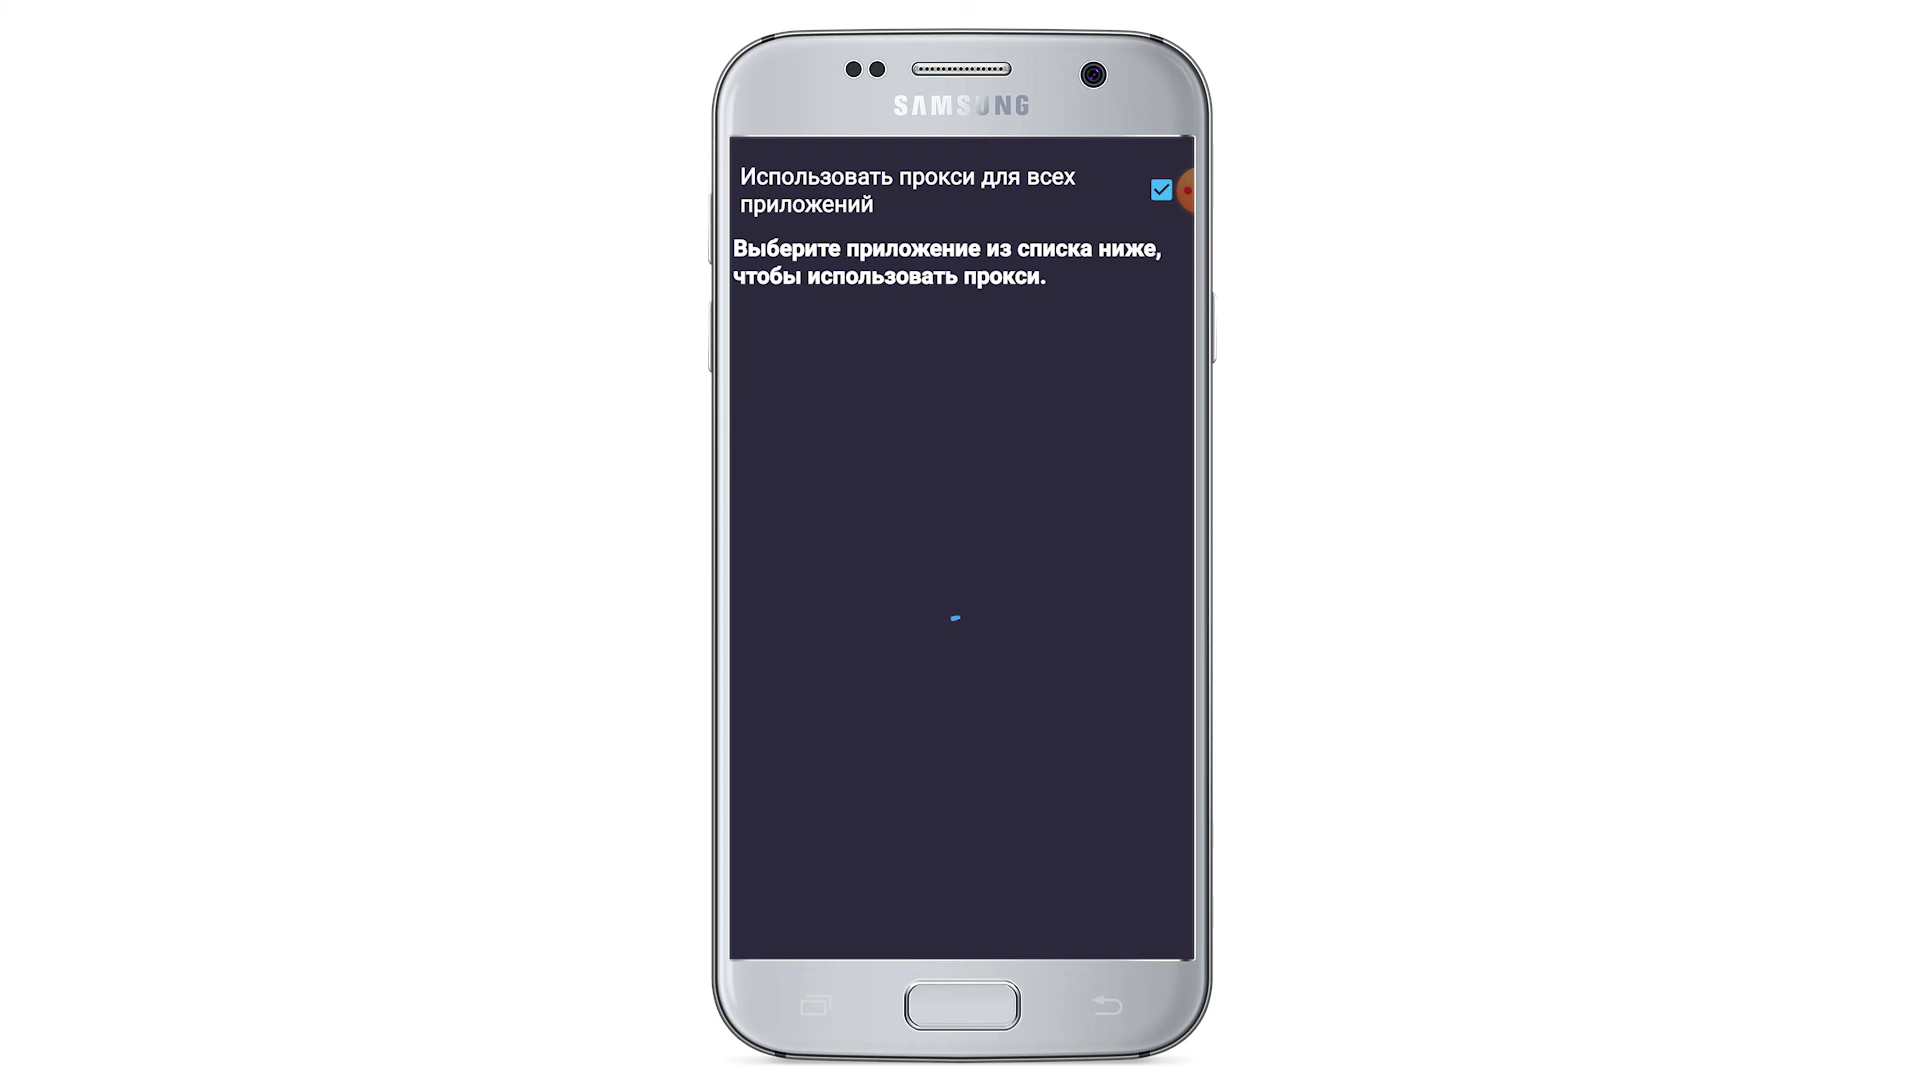 SAMSUNG
Использовать прокси для всех
приложений
Выберите приложение из списка ниже,
чтобы использовать прокси.